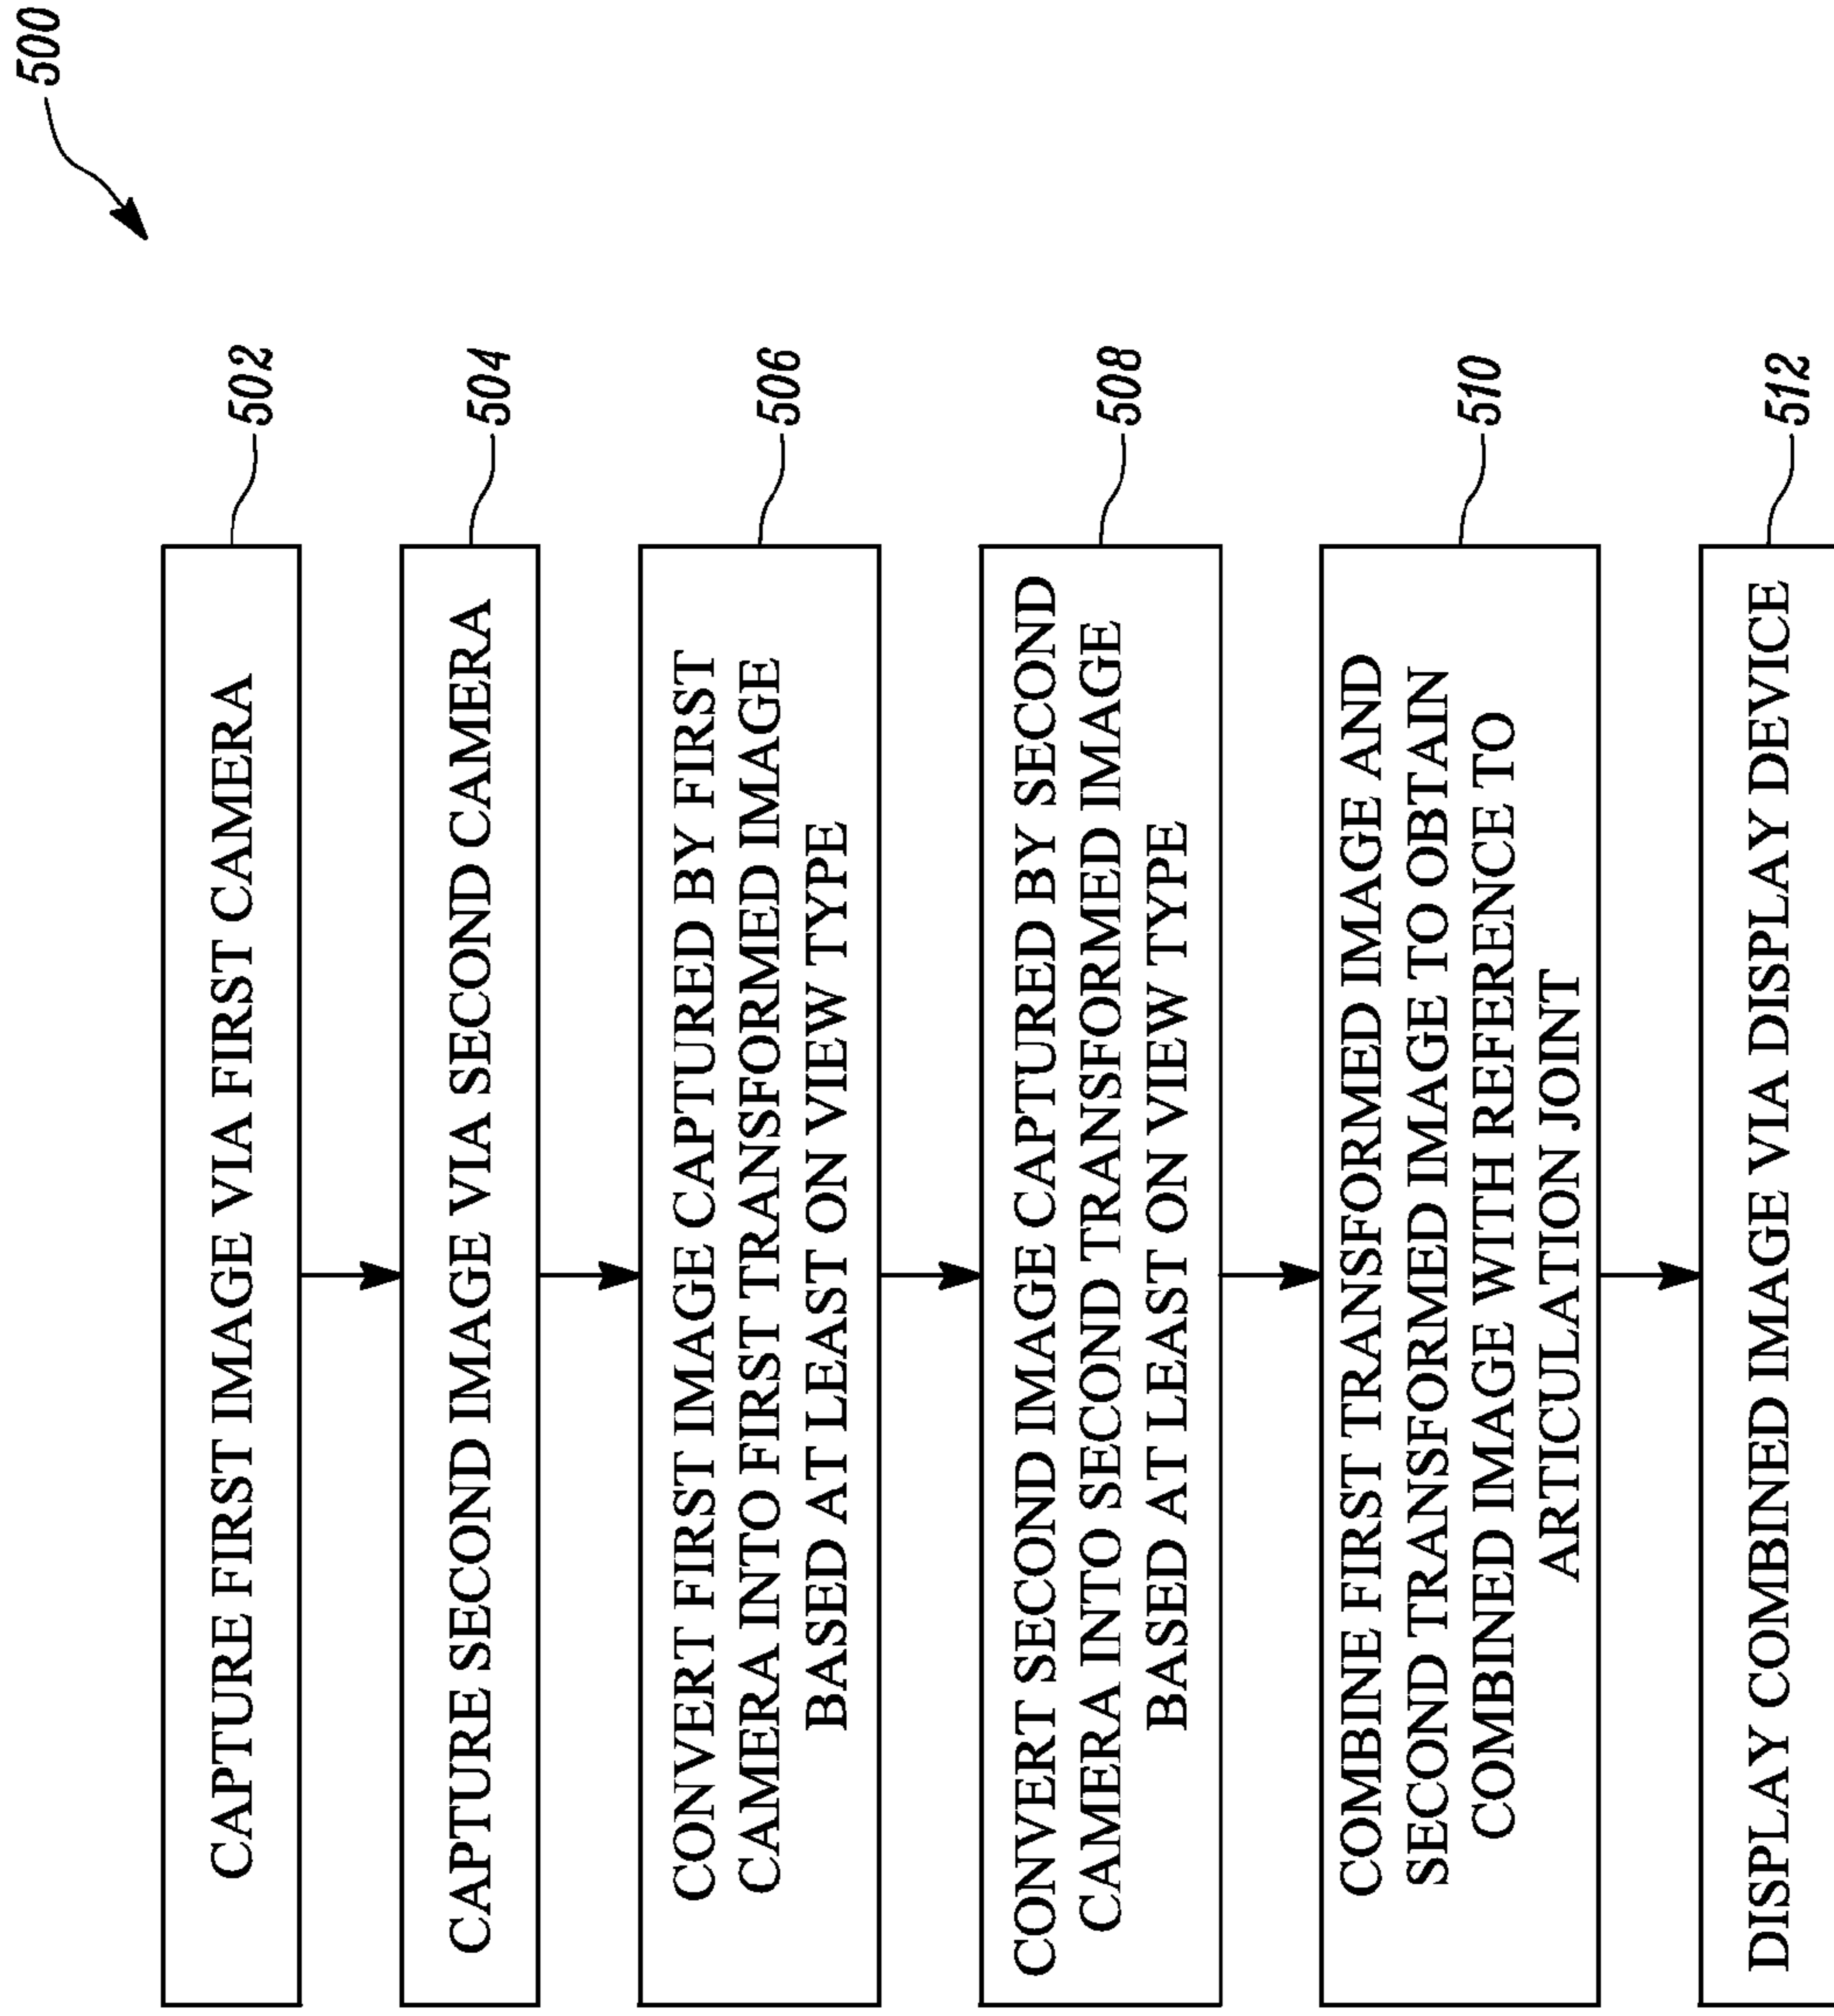 500
CAPTURE FIRST IMAGE VIA FIRST CAMERA
502
CAPTURE SECOND IMAGE VIA SECOND CAMERA
504
CONVERT FIRST IMAGE CAPTURED BY FIRST
CAMERA INTO FIRST TRANSFORMED IMAGE
BASED AT LEAST ON VIEW TYPE
506
CONVERT SECOND IMAGE CAPTURED BY SECOND
CAMERA INTO SECOND TRANSFORMED IMAGE
BASED AT LEAST ON VIEW TYPE
508
COMBINE FIRST TRANSFORMED IMAGE AND
SECOND TRANSFORMED IMAGE TO OBTAIN
COMBINED IMAGE WITH REFERENCE TO
ARTICULATION JOINT
510
DISPLAY COMBINED IMAGE VIA DISPLAY DEVICE
512